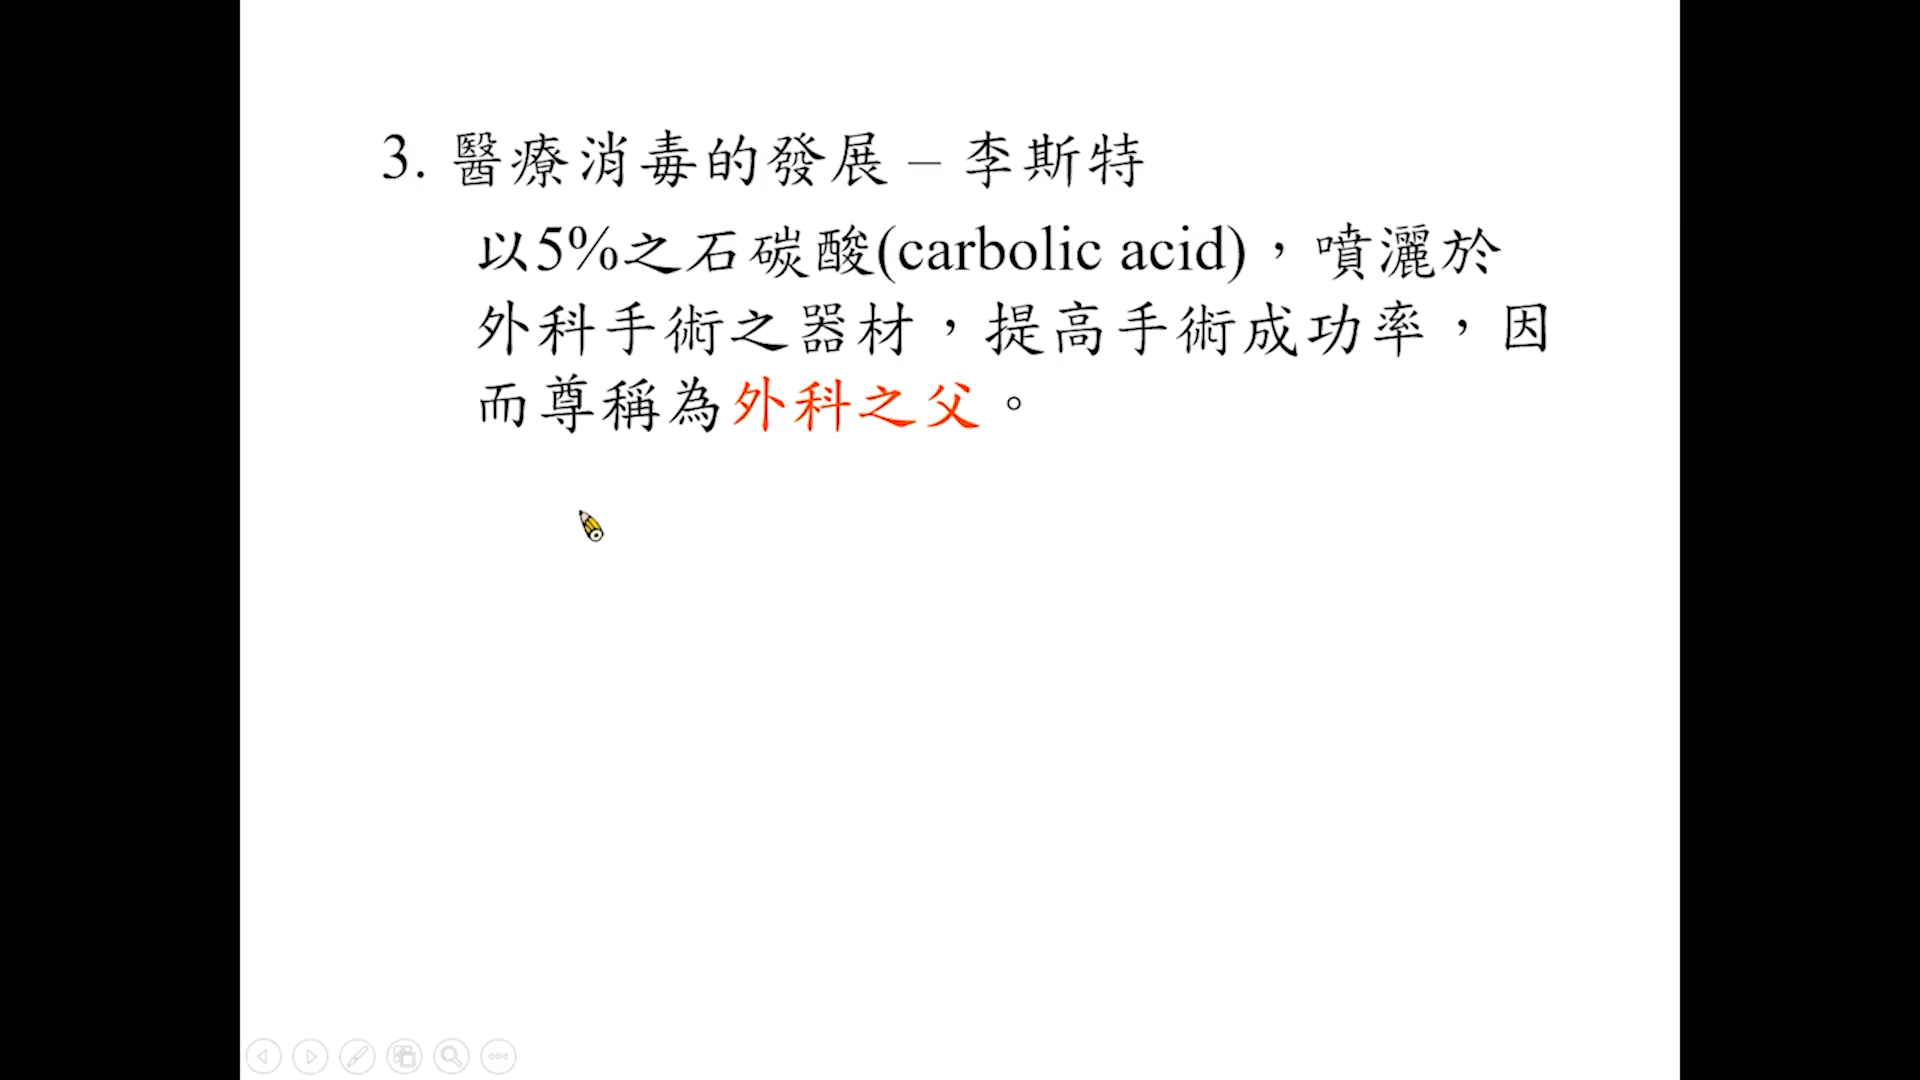 3. 醫療消毒的發展 – 李斯特
以5%之石碳酸(carbolic acid)，噴灑於
外科手術之器材，提高手術成功率，因
而尊稱為外科之父。